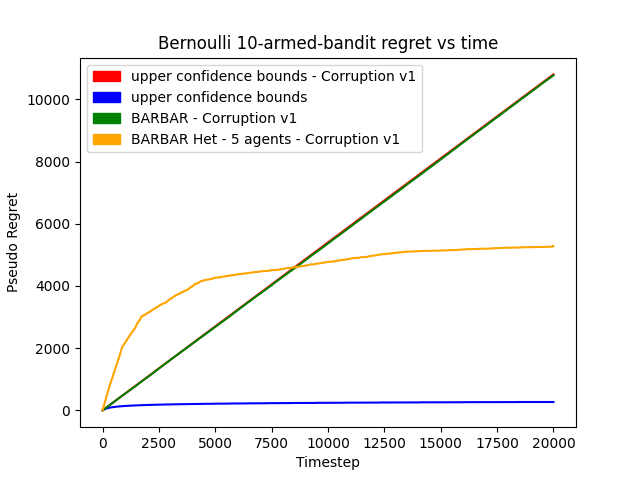 Bernoulli 10-armed-bandit regret vs time
upper confidence bounds - Corruption v1
upper confidence bounds
BARBAR - Corruption v1
BARBAR Het - 5 agents - Corruption v1
Pseudo Regret
10000
8000
6000
4000
2000
0
0 2500 5000 7500 10000 12500 15000 17500 20000
Timestep